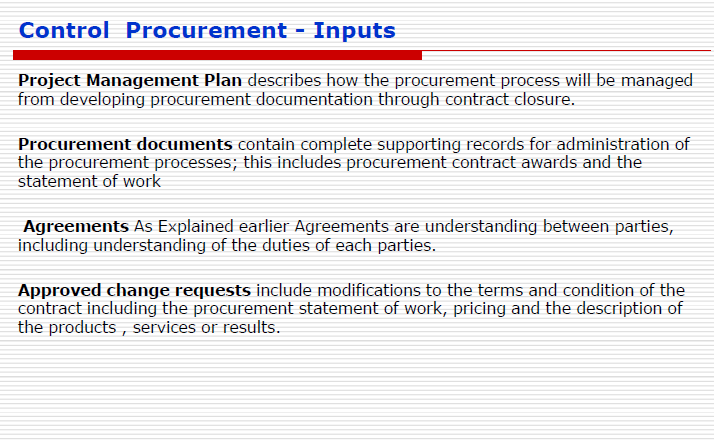 Control  Procurement - Inputs
Project Management Plan describes how the procurement process will be managed
from developing procurement documentation through contract closure.
Procurement documents contain complete supporting records for administration of
the procurement processes; this includes procurement contract awards and the
statement of work
Agreements As Explained earlier Agreements are understanding between parties,
including understanding of the duties of each parties.
Approved change requests include modifications to the terms and condition of the
contract including the procurement statement of work, pricing and the description of
the products , services or results.